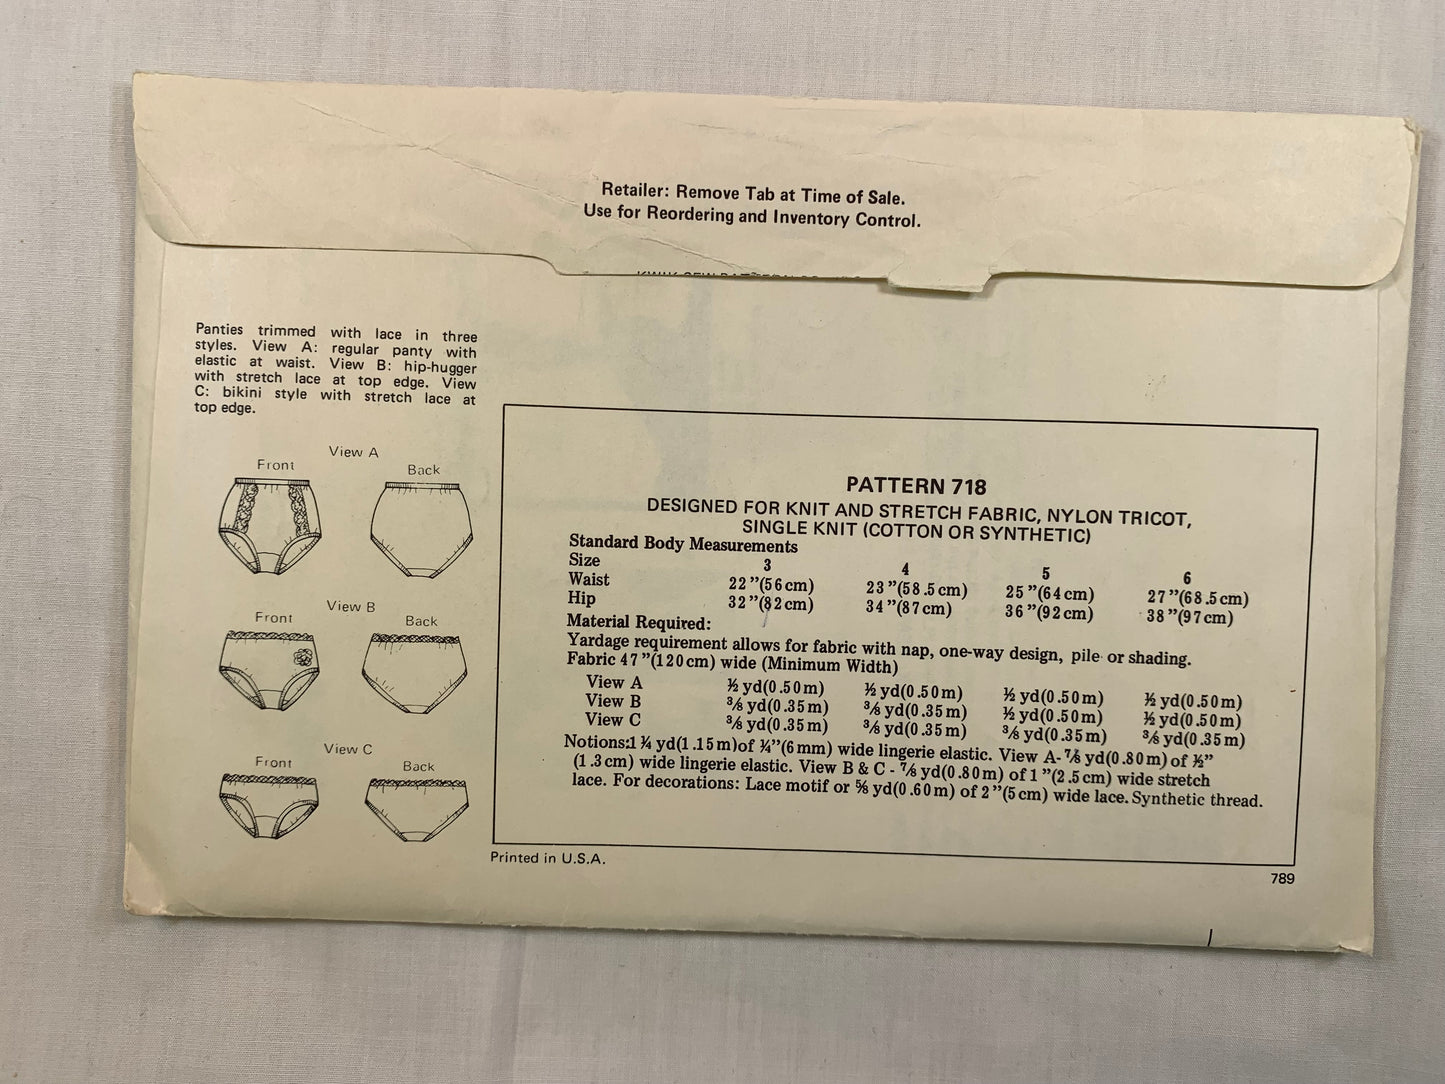 Retailer: Remove Tab at Time of Sale.
Use for Reordering and Inventory Control.
Panties trimmed with lace in three
styles. View A: regular panty with
elastic at waist. View B: hip-hugger
with stretch lace at top edge. View
C: bikini style with stretch lace at
top edge.
View A
Front Back
View B
Front Back
View C
Front Back
PATTERN 718
DESIGNED FOR KNIT AND STRETCH FABRIC, NYLON TRICOT,
SINGLE KNIT (COTTON OR SYNTHETIC)
Standard Body Measurements
Size 3 4 5 6
Waist 22"(56cm) 23"(58.5cm) 25"(64cm) 27"(68.5cm)
Hip 32"(82cm) 34"(87cm) 36"(92cm) 38"(97cm)
Material Required:
Yardage requirement allows for fabric with nap, one-way design, pile or shading.
Fabric 47"(120cm) wide (Minimum Width)
View A ½ yd(0.50m) ½ yd(0.50m) ½ yd(0.50m) ½ yd(0.50m)
View B ⅜ yd(0.35m) ⅜ yd(0.35m) ½ yd(0.50m) ½ yd(0.50m)
View C ⅜ yd(0.35m) ⅜ yd(0.35m) ⅜ yd(0.35m) ⅜ yd(0.35m)
Notions:1 ¼ yd(1.15m)of ¼"(6mm) wide lingerie elastic. View A-⅞ yd(0.80m) of ½"
(1.3cm) wide lingerie elastic. View B & C - ⅞ yd(0.80m) of 1"(2.5cm) wide stretch
lace. For decorations: Lace motif or ⅝ yd(0.60m) of 2"(5cm) wide lace. Synthetic thread.
Printed in U.S.A.
789